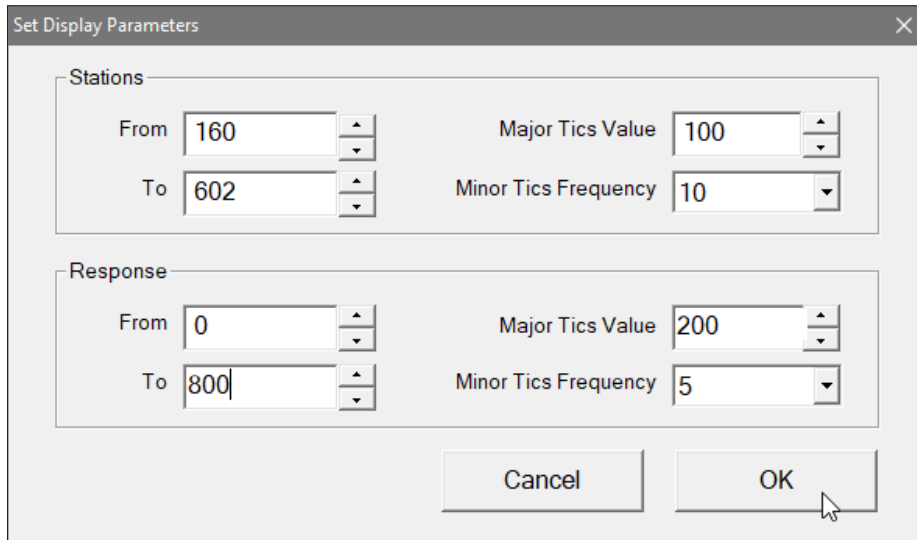 Set Display Parameters
Stations
From 160 Major Tics Value 100
To 602 Minor Tics Frequency 10
Response
From 0 Major Tics Value 200
To 800 Minor Tics Frequency 5
Cancel OK